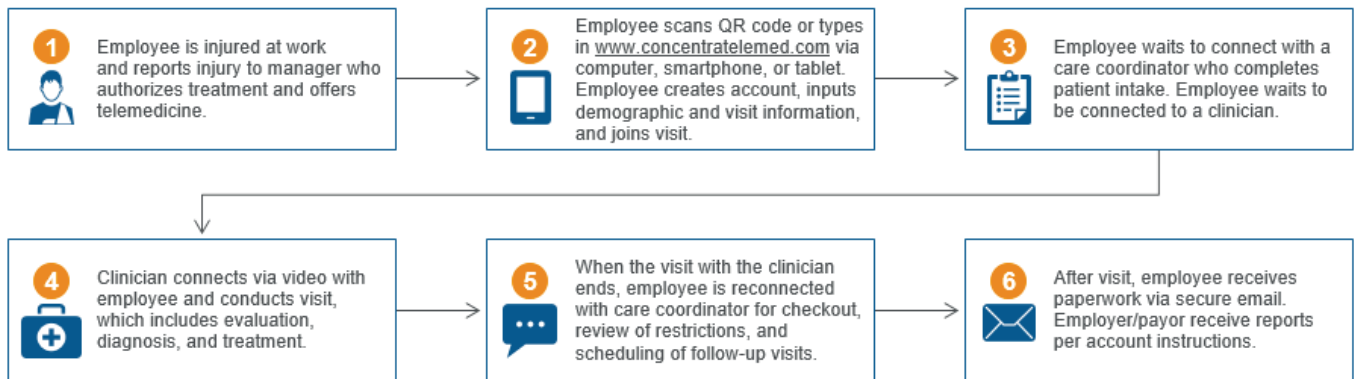 1
Employee is injured at work
and reports injury to manager who
authorizes treatment and offers
telemedicine.
2
Employee scans QR code or types
in www.concentratelemed.com via
computer, smartphone, or tablet.
Employee creates account, inputs
demographic and visit information,
and joins visit.
3
Employee waits to connect with a
care coordinator who completes
patient intake. Employee waits to
be connected to a clinician.
4
Clinician connects via video with
employee and conducts visit,
which includes evaluation,
diagnosis, and treatment.
5
When the visit with the clinician
ends, employee is reconnected
with care coordinator for checkout,
review of restrictions, and
scheduling of follow-up visits.
6
After visit, employee receives
paperwork via secure email.
Employer/payor receive reports
per account instructions.